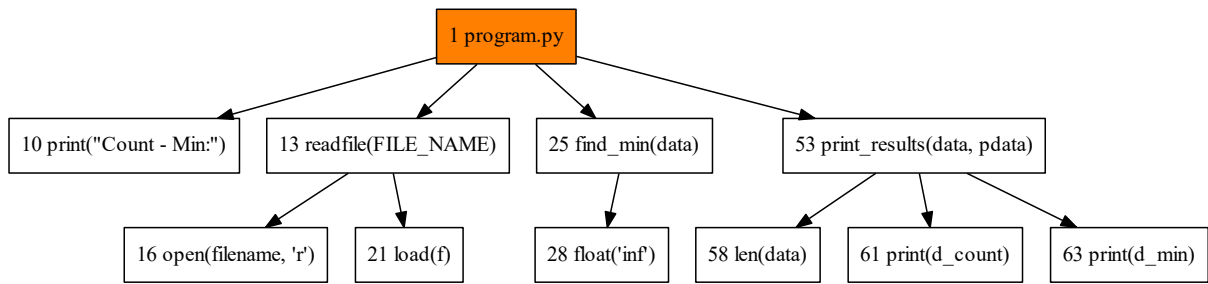 1 program.py
10 print("Count - Min:")
13 readfile(FILE_NAME)
25 find_min(data)
53 print_results(data, pdata)
16 open(filename, 'r')
21 load(f)
28 float('inf')
58 len(data)
61 print(d_count)
63 print(d_min)